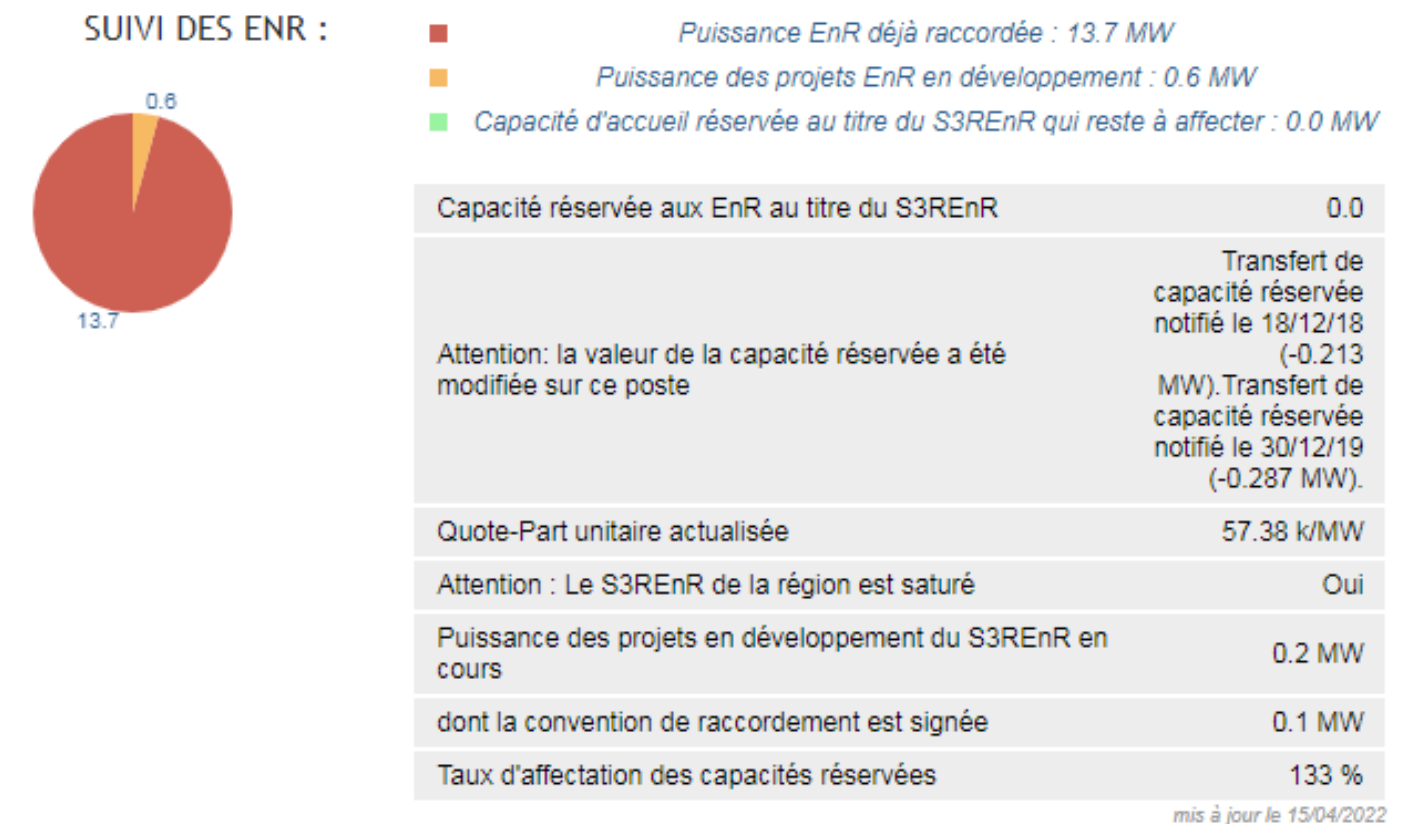 SUIVI DES ENR :
Puissance EnR déjà raccordée : 13.7 MW
Puissance des projets EnR en développement : 0.6 MW
Capacité d'accueil réservée au titre du S3REnR qui reste à affecter : 0.0 MW
0.6
13.7
Capacité réservée aux EnR au titre du S3REnR 0.0
Attention: la valeur de la capacité réservée a été
modifiée sur ce poste
Transfert de
capacité réservée
notifié le 18/12/18
(-0.213
MW).Transfert de
capacité réservée
notifié le 30/12/19
(-0.287 MW).
Quote-Part unitaire actualisée 57.38 k/MW
Attention : Le S3REnR de la région est saturé Oui
Puissance des projets en développement du S3REnR en
cours
0.2 MW
dont la convention de raccordement est signée 0.1 MW
Taux d'affectation des capacités réservées 133 %
mis à jour le 15/04/2022